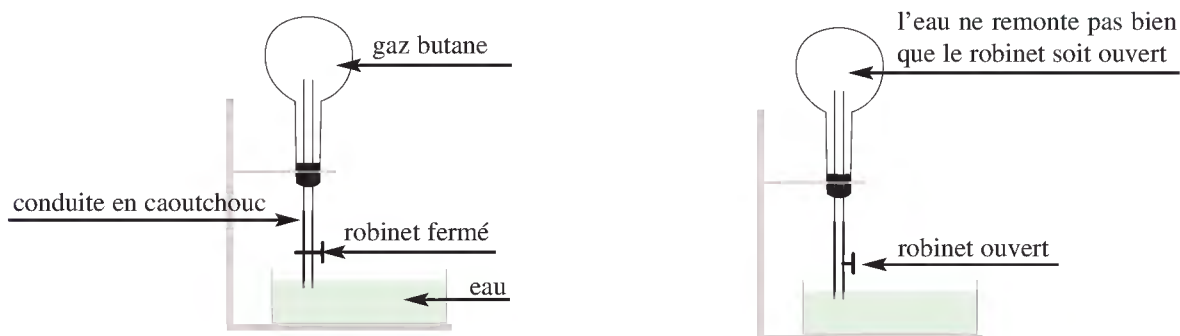 gaz butane
conduite en caoutchouc
robinet fermé
eau
l'eau ne remonte pas bien
que le robinet soit ouvert
robinet ouvert